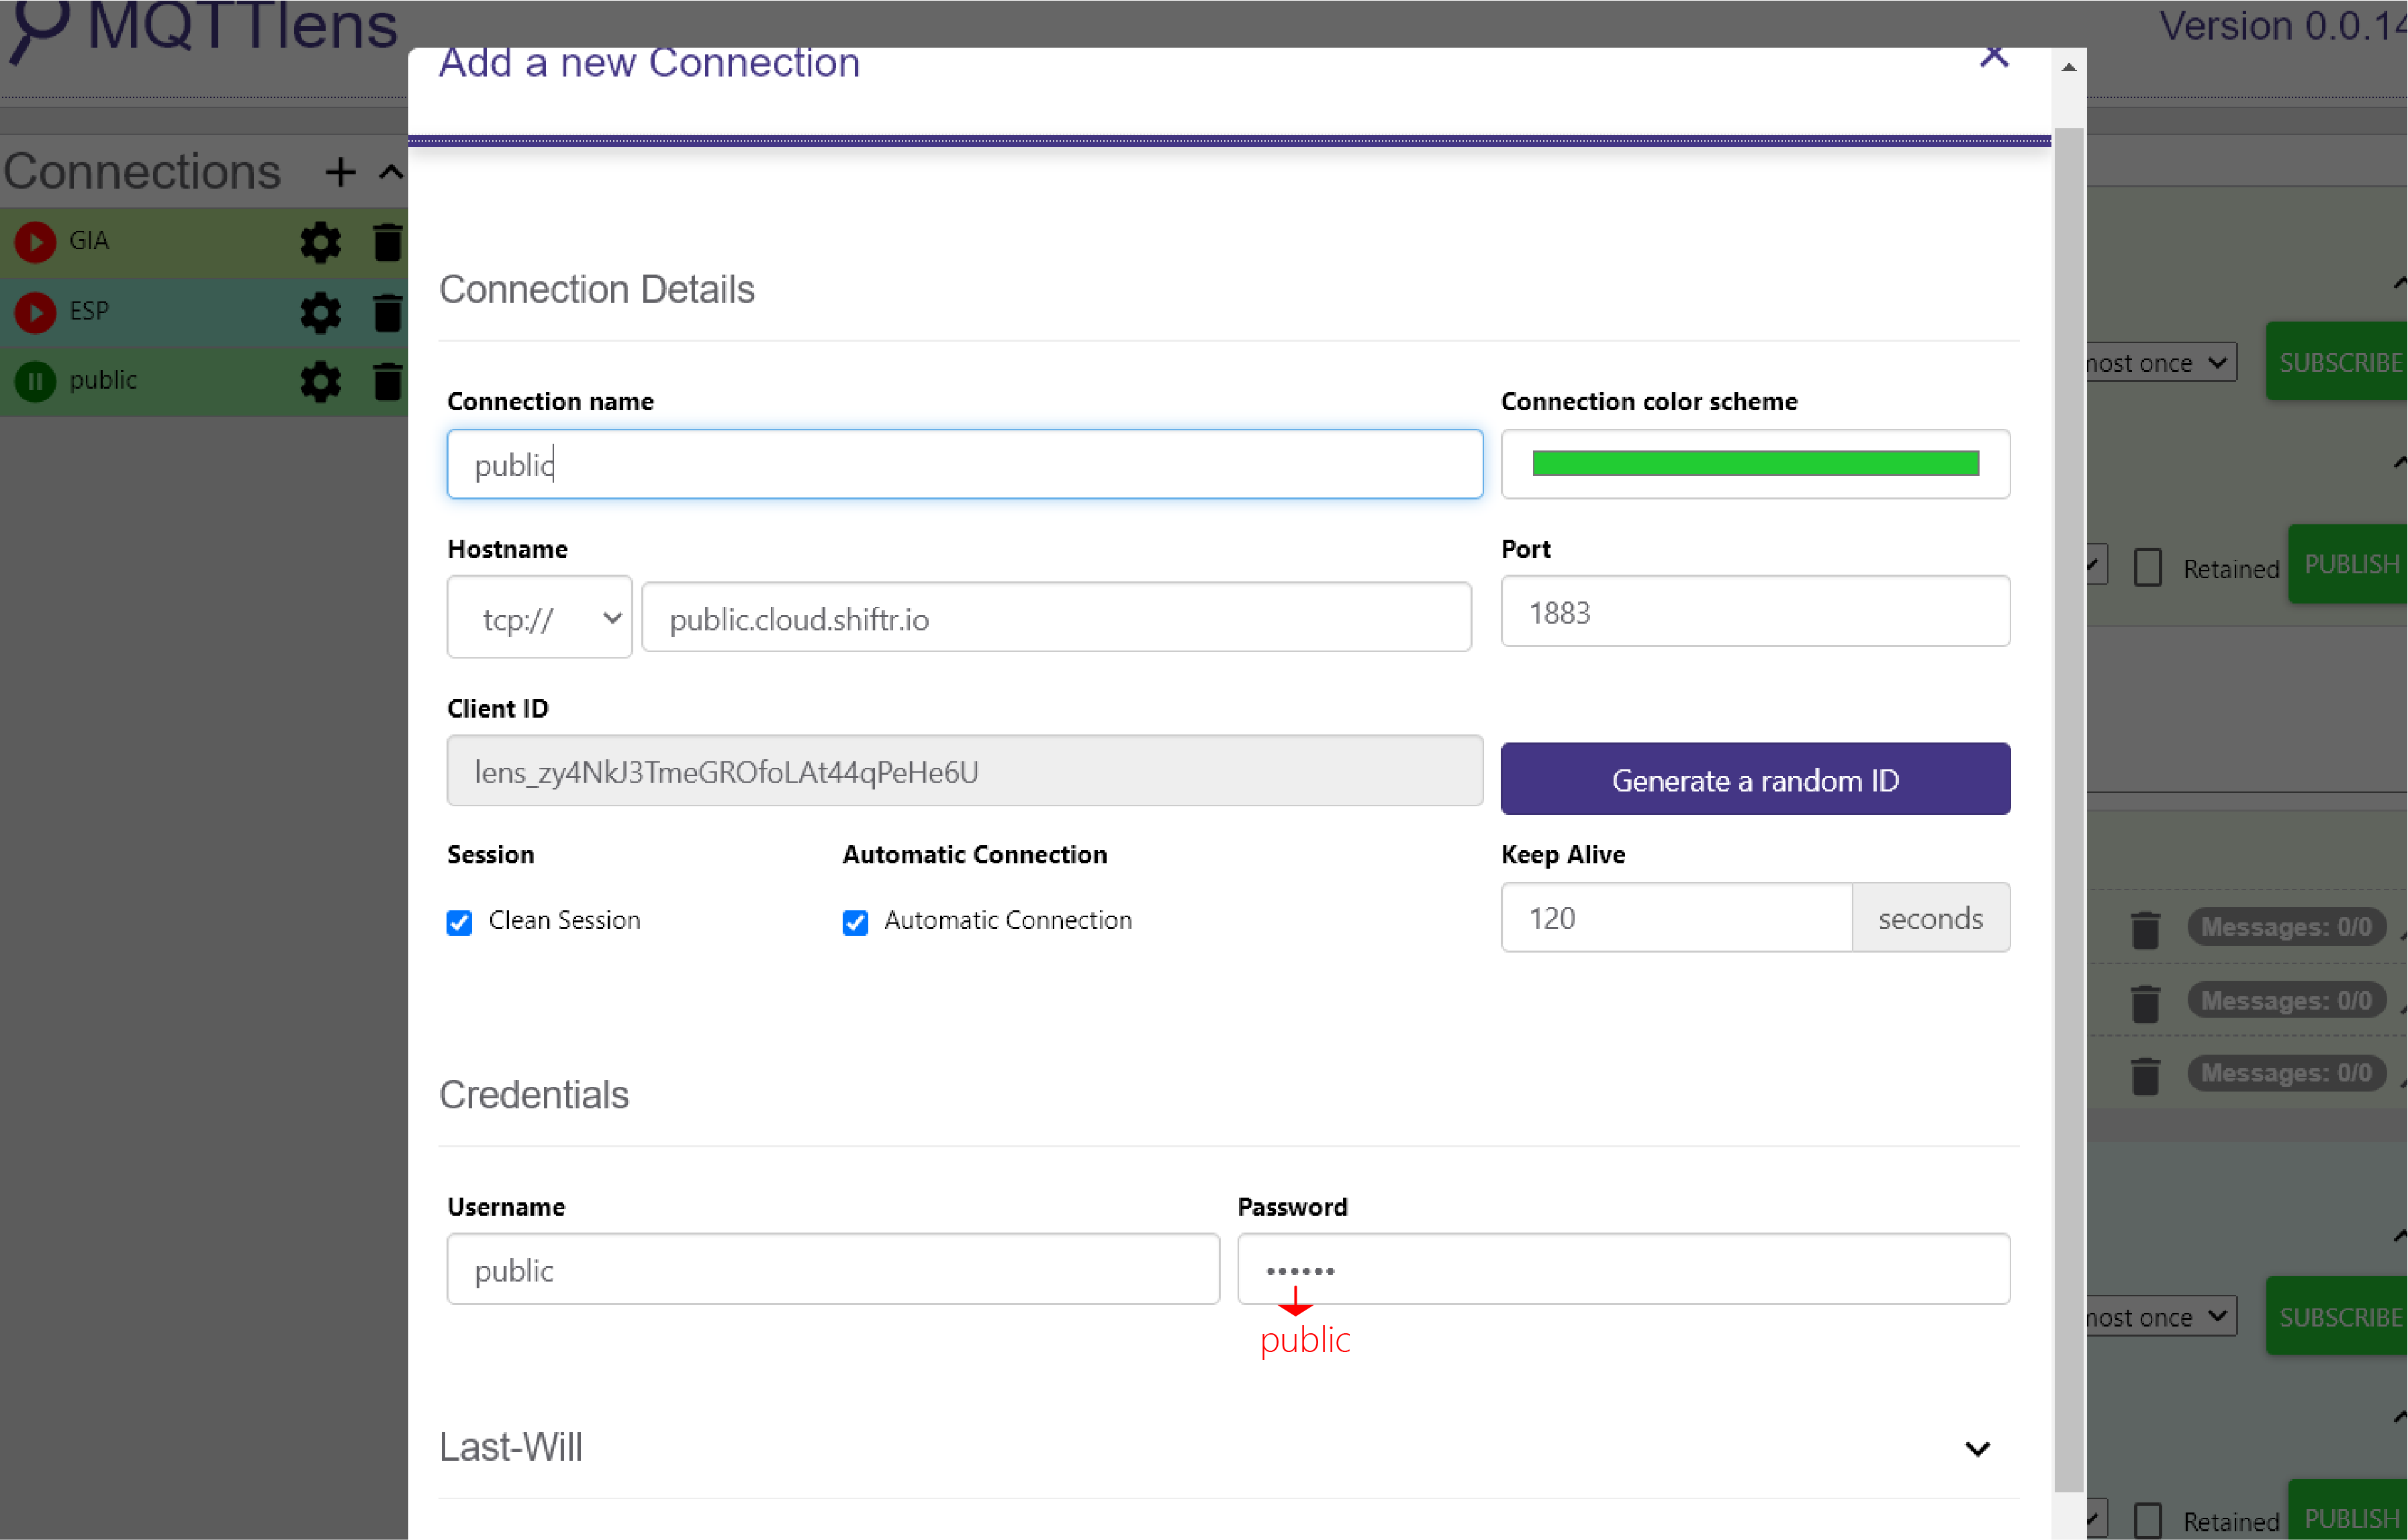 MQTTlens
Version 0.0.14
Add a new Connection
Connections
GIA
ESP
public
Connection Details
Connection name
Connection color scheme
public
Hostname
Port
tcp://
public.cloud.shiftr.io
1883
Client ID
lens_zy4NkJ3TmeGROfoLAt44qPeHe6U
Generate a random ID
Session
Automatic Connection
Keep Alive
Clean Session
Automatic Connection
120
seconds
Credentials
Username
Password
public
••••••
public
Last-Will
most once
SUBSCRIBE
Retained
PUBLISH
Messages: 0/0
Messages: 0/0
Messages: 0/0
most once
SUBSCRIBE
Retained
PUBLISH